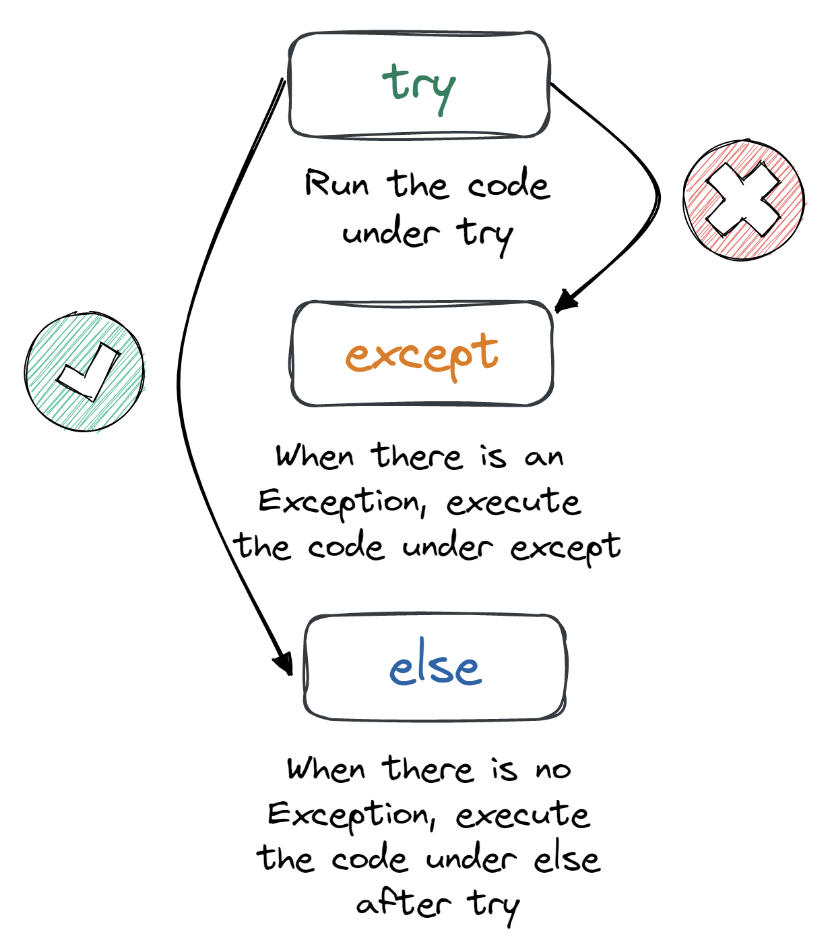 try
Run the code
under try
except
When there is an
Exception, execute
the code under except
else
When there is no
Exception, execute
the code under else
after try